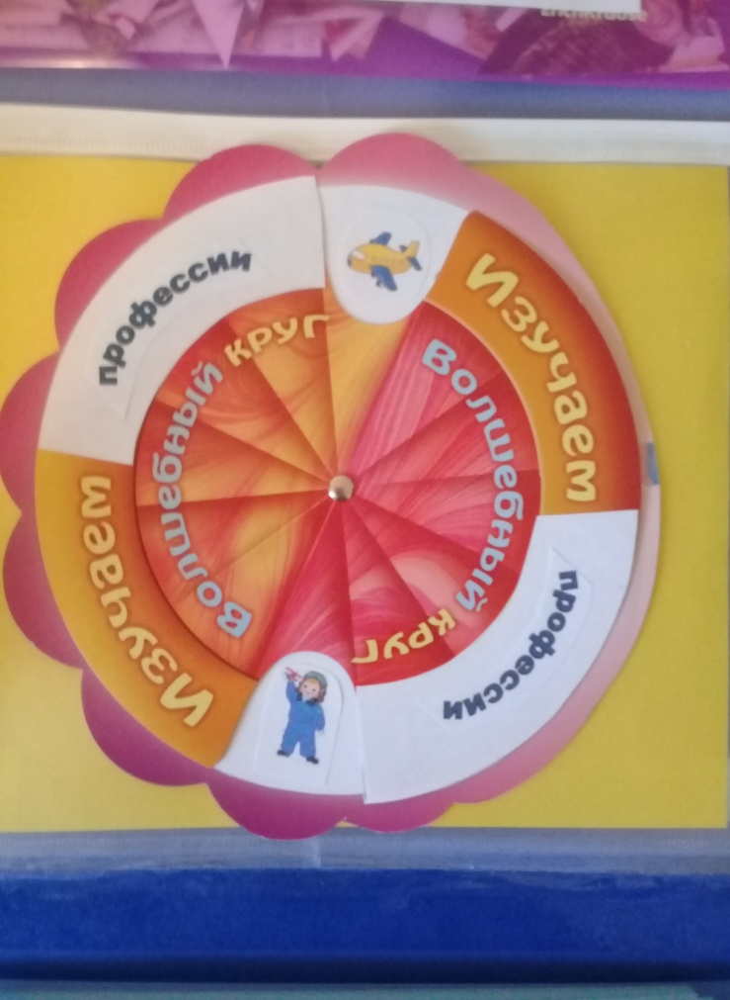 Изучаем
профессии
Волшебный круг
Изучаем
профессии
Волшебный круг